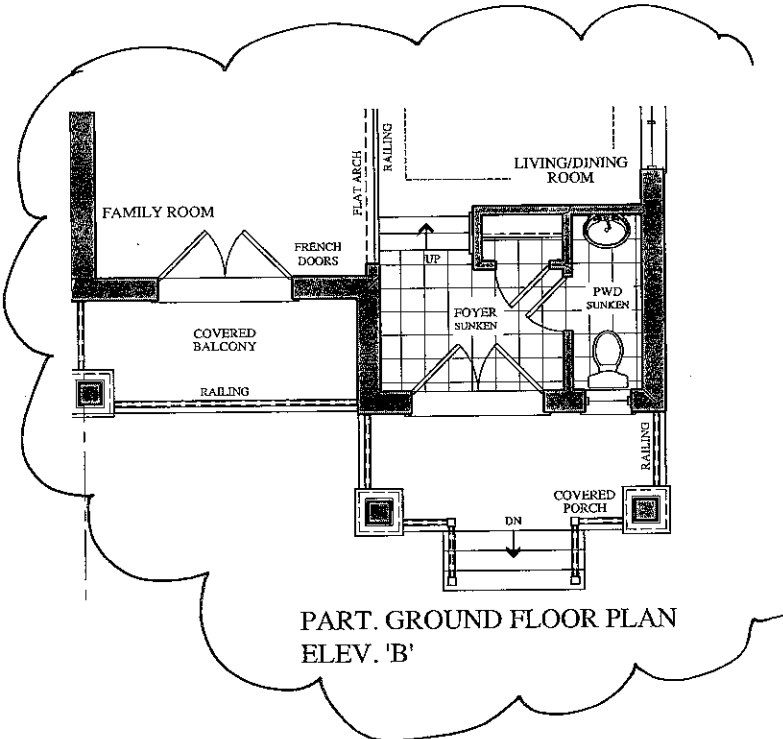 LIVING/DINING
ROOM
RAILING
FLAT ARCH
FAMILY ROOM
FRENCH
DOORS
UP
PWD
SUNKEN
FOYER
SUNKEN
COVERED
BALCONY
RAILING
RAILING
COVERED
PORCH
DN
PART. GROUND FLOOR PLAN
ELEV. 'B'